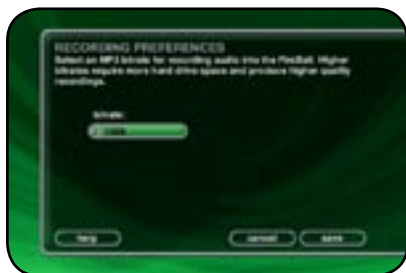 RECORDING PREFERENCES
Select an MP3 bitrate for recording audio into the FireBall. Higher
bitrates require more hard drive space and produce higher quality
recordings.
bitrate:
help
cancel
save